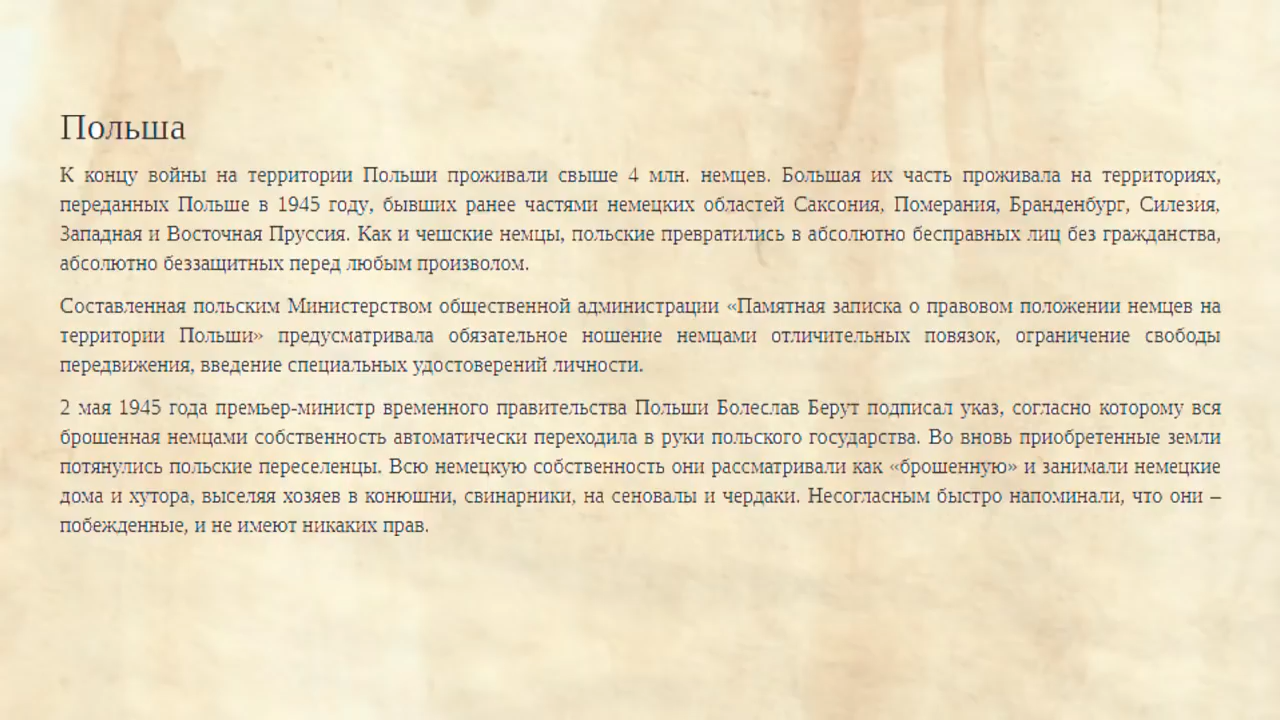 Польша
К концу войны на территории Польши проживали свыше 4 млн. немцев. Большая их часть проживала на территориях,
переданных Польше в 1945 году, бывших ранее частями немецких областей Саксония, Померания, Бранденбург, Силезия,
Западная и Восточная Пруссия. Как и чешские немцы, польские превратились в абсолютно бесправных лиц без гражданства,
абсолютно беззащитных перед любым произволом.
Составленная польским Министерством общественной администрации «Памятная записка о правовом положении немцев на
территории Польши» предусматривала обязательное ношение немцами отличительных повязок, ограничение свободы
передвижения, введение специальных удостоверений личности.
2 мая 1945 года премьер-министр временного правительства Польши Болеслав Берут подписал указ, согласно которому вся
брошенная немцами собственность автоматически переходила в руки польского государства. Во вновь приобретенные земли
потянулись польские переселенцы. Всю немецкую собственность они рассматривали как «брошенную» и занимали немецкие
дома и хутора, выселяя хозяев в конюшни, свинарники, на сеновалы и чердаки. Несогласным быстро напоминали, что они –
побежденные, и не имеют никаких прав.